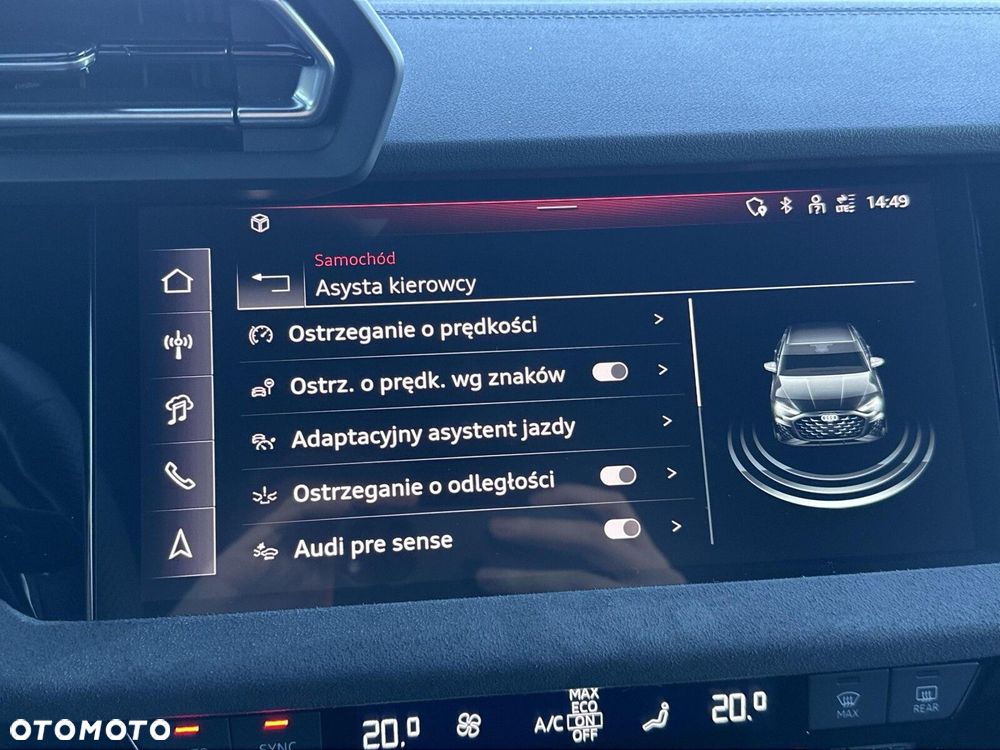 14:49
Samochód
Asysta kierowcy
Ostrzeganie o prędkości
Ostrz. o prędk. wg znaków
Adaptacyjny asystent jazdy
Ostrzeganie o odległości
Audi pre sense
MAX
ECO
A/C ON
OFF
20.0
20.0
MAX
REAR
SYNC
OTOMOTO